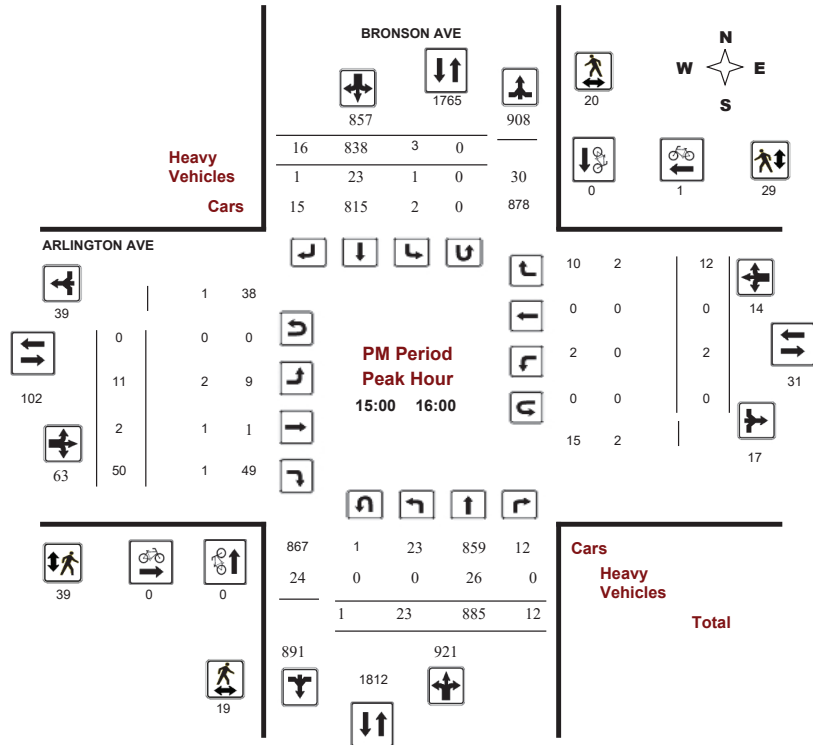 BRONSON AVE
N
W E
S
1765
857 908
20
16 838 3 0
Heavy
Vehicles
1 23 1 0 30
Cars
15 815 2 0 878
0 1 29
ARLINGTON AVE
39
1 38
10 2 12
14
0 0 0
0 0 0
102
11 2 9
2 0 2
31
PM Period
Peak Hour
15:00 16:00
2 1 1
0 0 0
63
50 1 49
15 2
17
867 1 23 859 12
Cars
24 0 0 26 0
Heavy
Vehicles
1 23 885 12
Total
39 0 0
891 921
1812
19